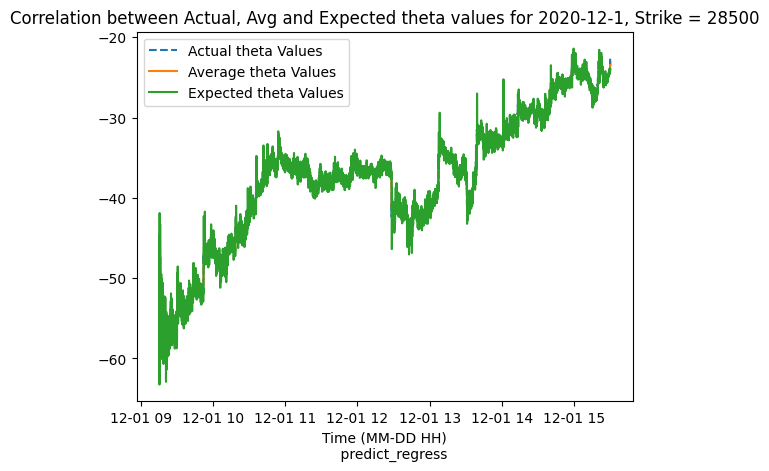 Correlation between Actual, Avg and Expected theta values for 2020-12-1, Strike = 28500
Actual theta Values
Average theta Values
Expected theta Values
−20
−30
−40
−50
−60
12-01 09 12-01 10 12-01 11 12-01 12 12-01 13 12-01 14 12-01 15
Time (MM-DD HH)
predict_regress